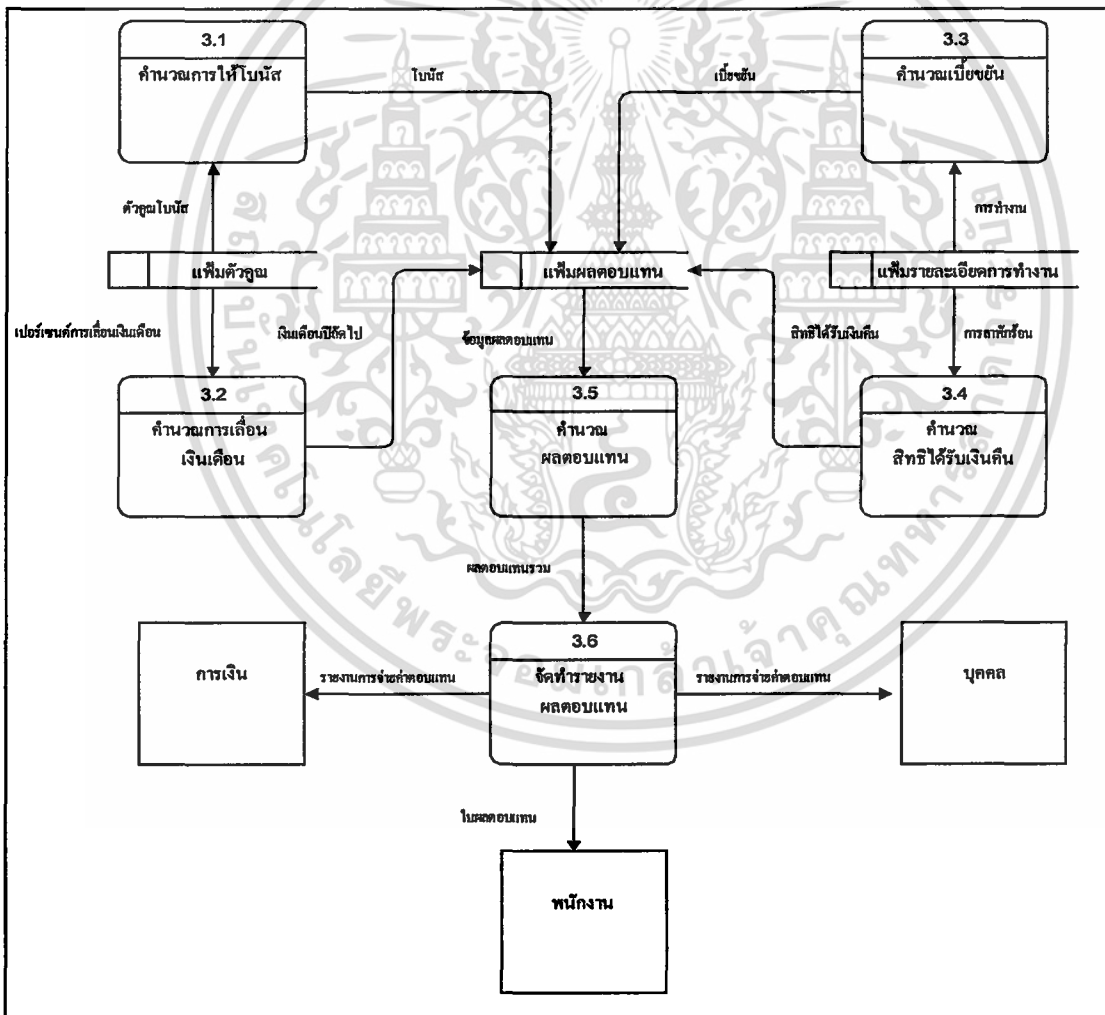 3.1
คำนวณการให้โบนัส
โบนัส
เบี้ยขยัน
3.3
คำนวณเบี้ยขยัน
ตัวคูณโบนัส
การทำงาน
แฟ้มตัวคูณ
แฟ้มผลตอบแทน
แฟ้มรายละเอียดการทำงาน
เปอร์เซนต์การเลื่อนเงินเดือน
เงินเดือนปีถัดไป
ข้อมูลผลตอบแทน
สิทธิได้รับเงินคืน
การลาพักร้อน
3.2
คำนวณการเลื่อน
เงินเดือน
3.5
คำนวณ
ผลตอบแทน
3.4
คำนวณ
สิทธิได้รับเงินคืน
ผลตอบแทนรวม
การเงิน
รายงานการจ่ายค่าตอบแทน
3.6
จัดทำรายงาน
ผลตอบแทน
รายงานการจ่ายค่าตอบแทน
บุคคล
ใบผลตอบแทน
พนักงาน